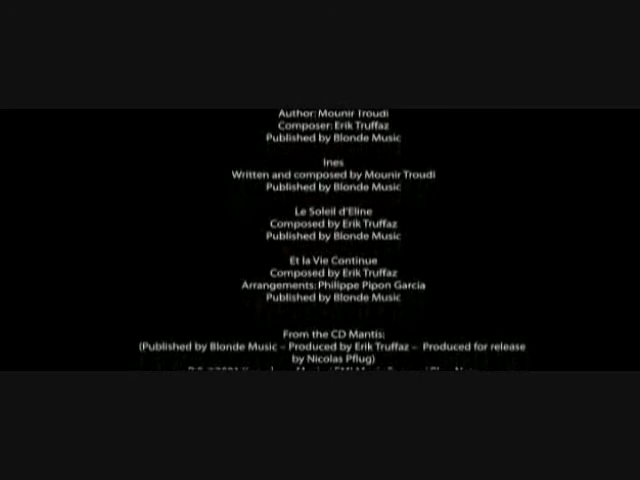 Author: Mounir Troudi
Composer: Erik Truffaz
Published by Blonde Music
Ines
Written and composed by Mounir Troudi
Published by Blonde Music
Le Soleil d'Eline
Composed by Erik Truffaz
Published by Blonde Music
Et la Vie Continue
Composed by Erik Truffaz
Arrangements: Philippe Pipon Garcia
Published by Blonde Music
From the CD Mantis:
(Published by Blonde Music – Produced by Erik Truffaz – Produced for release
by Nicolas Pflug)